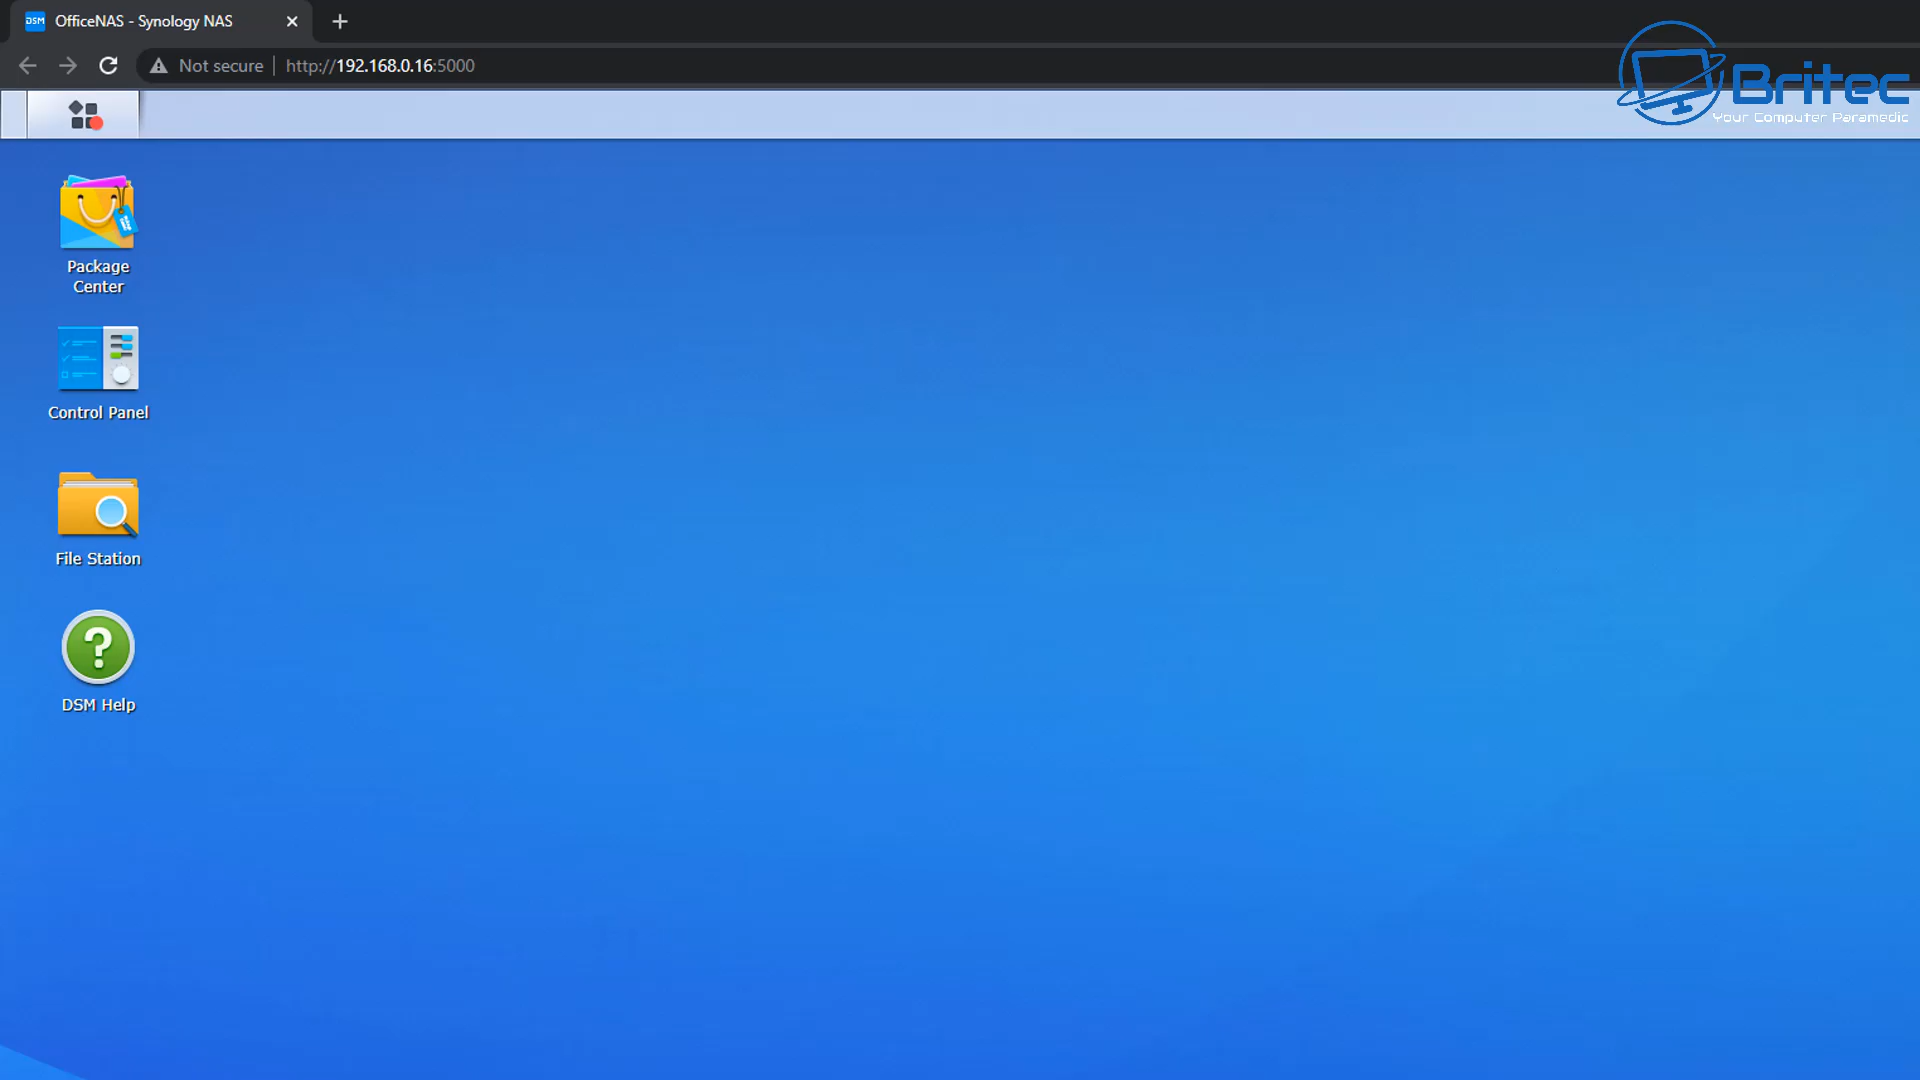 DSM OfficeNAS - Synology NAS
Not secure http://192.168.0.16:5000
Britec
Your Computer Paramedic
Package
Center
Control Panel
File Station
DSM Help